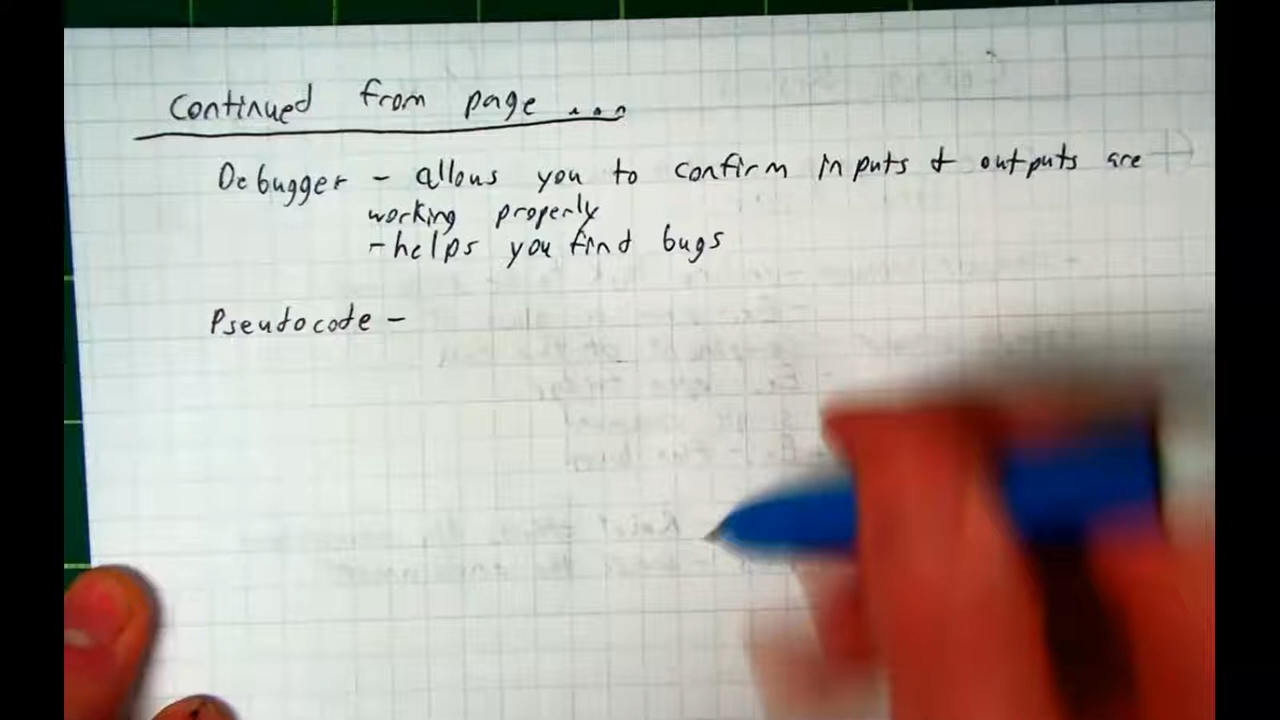 Continued from page ...
Debugger - allows you to confirm inputs & outputs are
working properly
- helps you find bugs
Pseudocode -